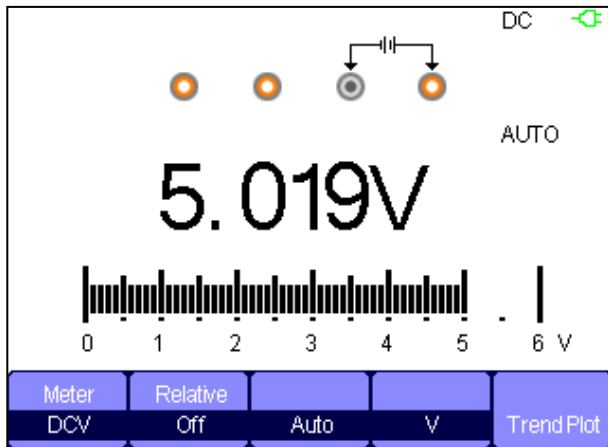 DC
AUTO
5.019V
0 1 2 3 4 5 6 V
Meter Relative
DCV Off Auto V Trend Plot